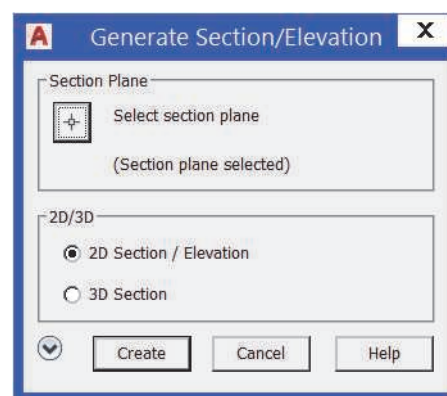 A Generate Section/Elevation X
Section Plane
Select section plane
(Section plane selected)
2D/3D
2D Section / Elevation
3D Section
Create Cancel Help